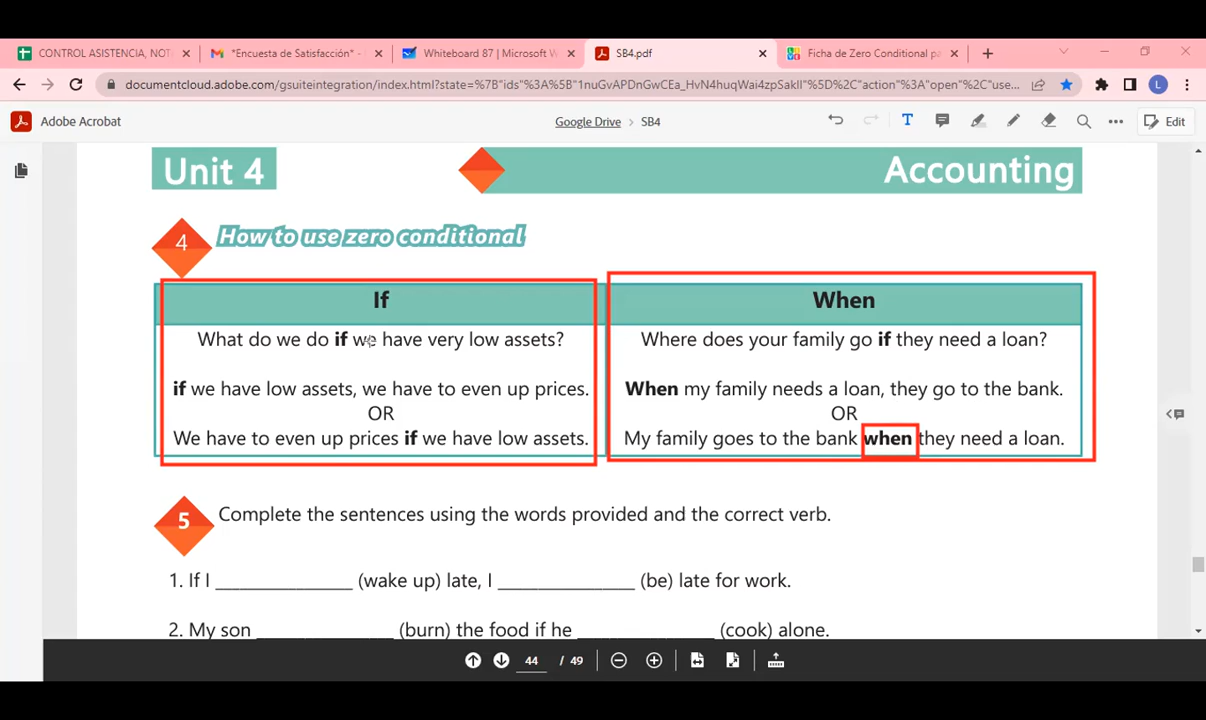 CONTROL ASISTENCIA, NOT
*Encuesta de Satisfacción* -
Whiteboard 87 | Microsoft W
SB4.pdf
Ficha de Zero Conditional pa
documentcloud.adobe.com/gsuiteintegration/index.html?state=%7B"ids"%3A%5B"1nuGvAPDnGwCEa_HvN4huqWai4zpSakIl"%5D%2C"action"%3A"open"%2C"use...
L
Adobe Acrobat
Google Drive > SB4
T
Edit
Unit 4
Accounting
4
How to use zero conditional
If
When
What do we do if we have very low assets?
if we have low assets, we have to even up prices.
OR
We have to even up prices if we have low assets.
Where does your family go if they need a loan?
When my family needs a loan, they go to the bank.
OR
My family goes to the bank when they need a loan.
5 Complete the sentences using the words provided and the correct verb.
1. If I ______________ (wake up) late, I ______________ (be) late for work.
2. My son ______________ (burn) the food if he ______________ (cook) alone.
44 / 49